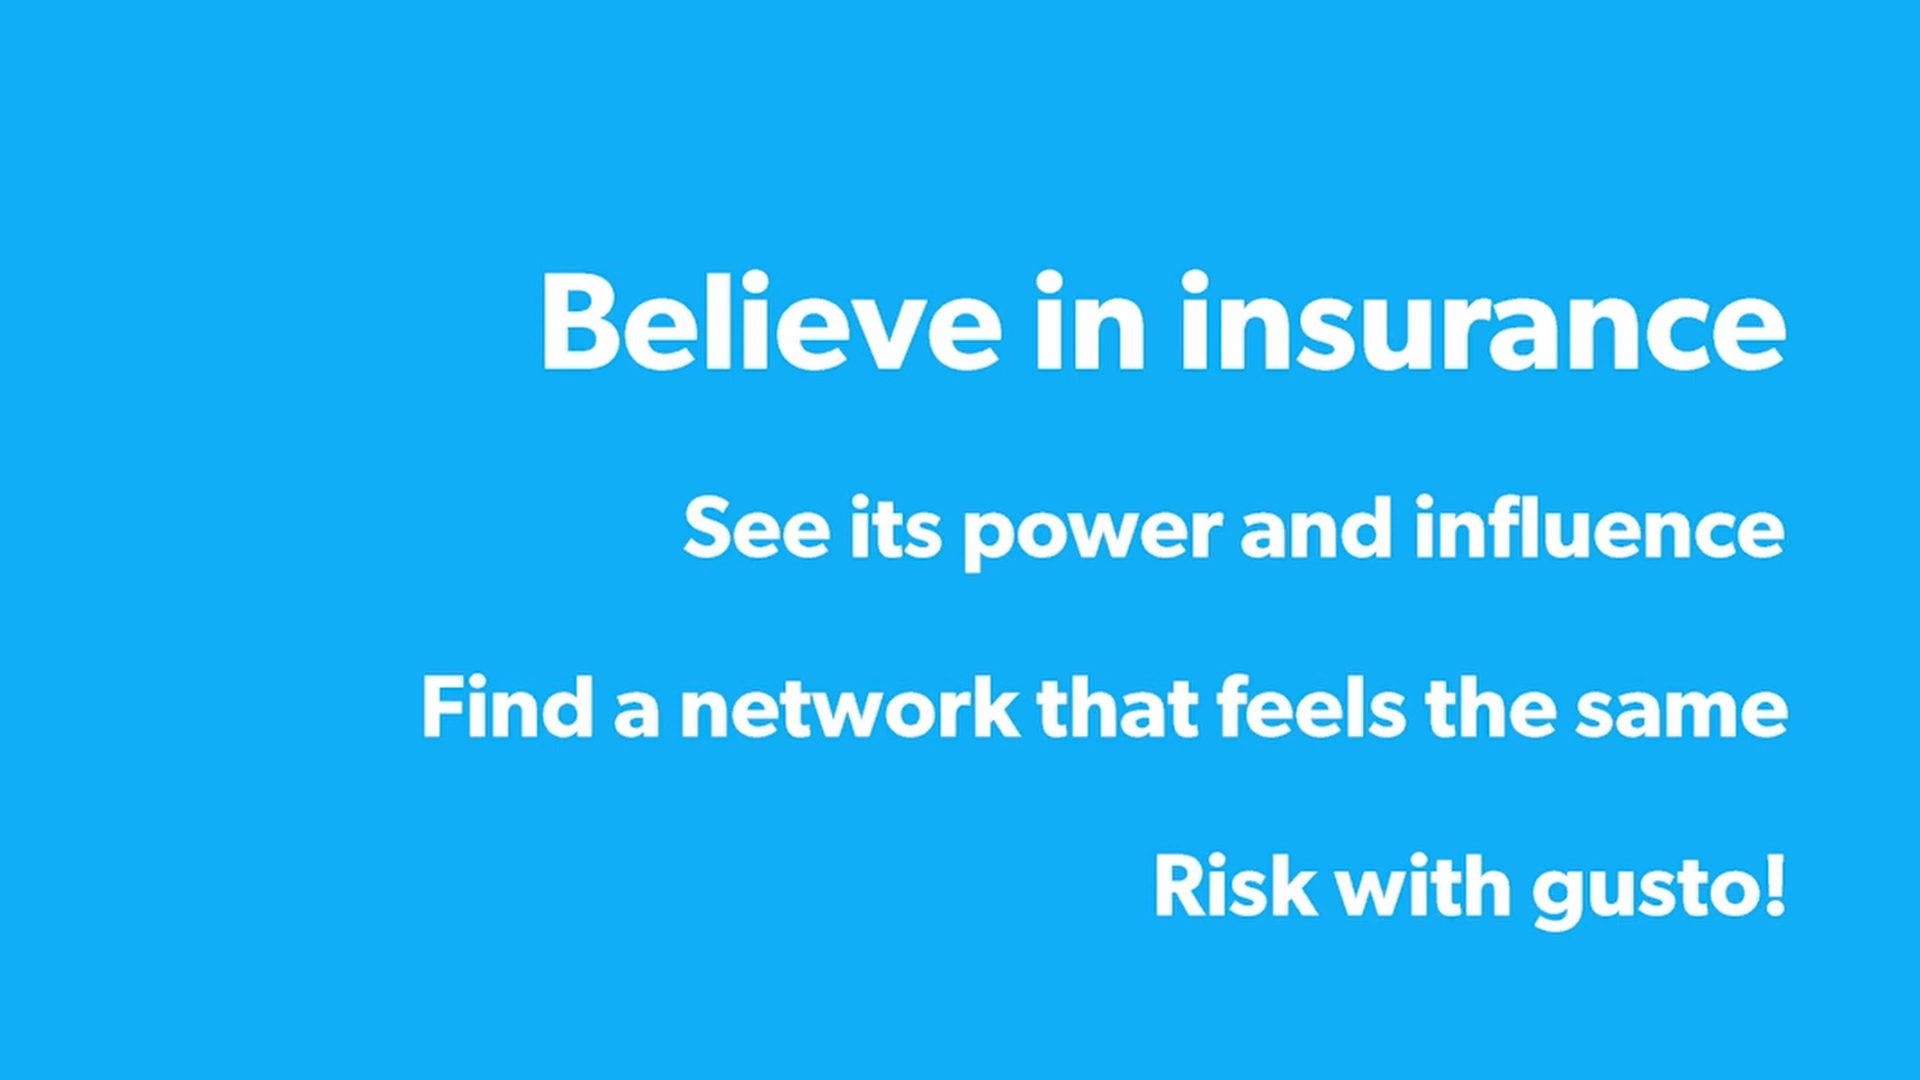 Believe in insurance
See its power and influence
Find a network that feels the same
Risk with gusto!